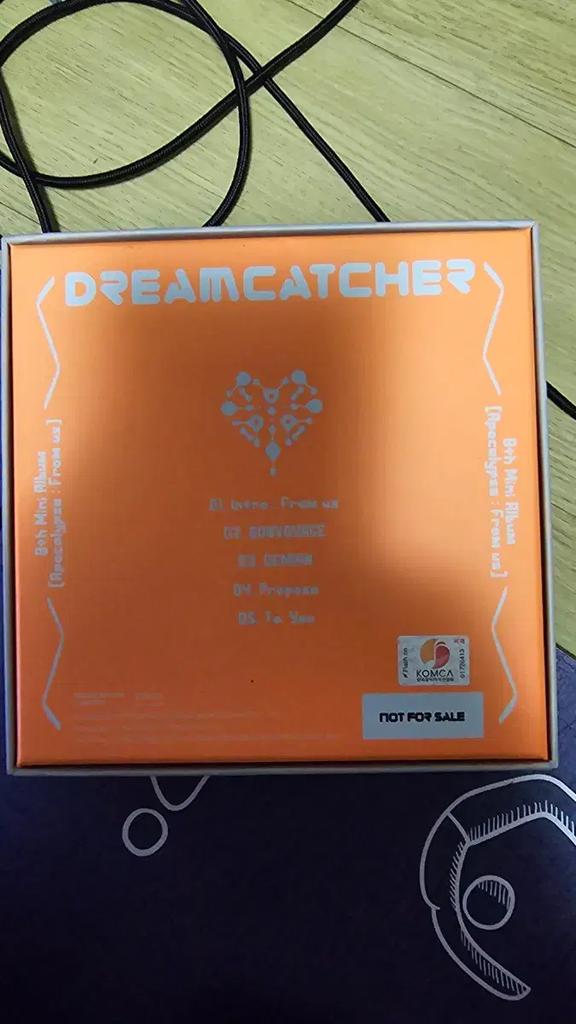 DREAMCATCHER
8th Mini Album
[Apocalypse : From us]
8th Mini Album
[Apocalypse : From us]
01 Intro : From us
02 BONVOYAGE
03 DEMIAN
04 Propose
05 To You
KOMCA
NOT FOR SALE